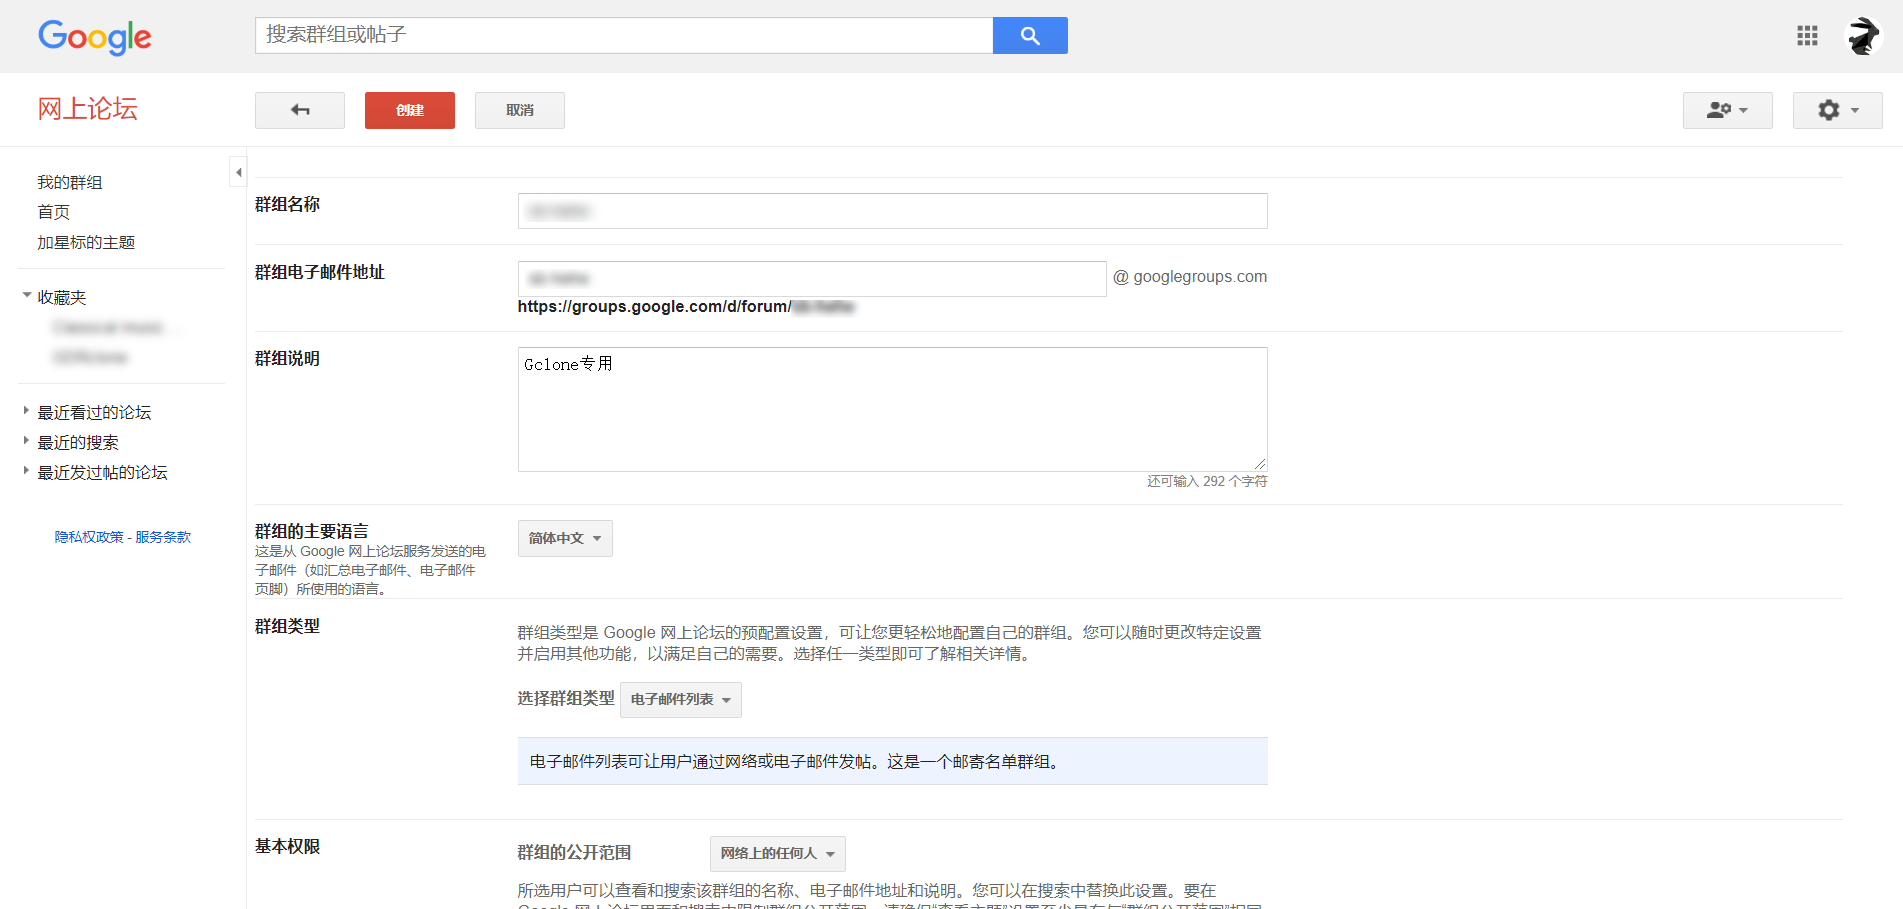 Google
搜索群组或帖子
网上论坛
创建
取消
我的群组
首页
加星标的主题
收藏夹
最近看过的论坛
最近的搜索
最近发过帖的论坛
隐私权政策 - 服务条款
群组名称
群组电子邮件地址
@ googlegroups.com
https://groups.google.com/d/forum/
群组说明
Gclone专用
还可输入 292 个字符
群组的主要语言
这是从 Google 网上论坛服务发送的电
子邮件（如汇总电子邮件、电子邮件
页脚）所使用的语言。
简体中文
群组类型
群组类型是 Google 网上论坛的预配置设置，可让您更轻松地配置自己的群组。您可以随时更改特定设置
并启用其他功能，以满足自己的需要。选择任一类型即可了解相关详情。
选择群组类型 电子邮件列表
电子邮件列表可让用户通过网络或电子邮件发帖。这是一个邮寄名单群组。
基本权限
群组的公开范围 网络上的任何人
所选用户可以查看和搜索该群组的名称、电子邮件地址和说明。您可以在搜索中替换此设置。要在